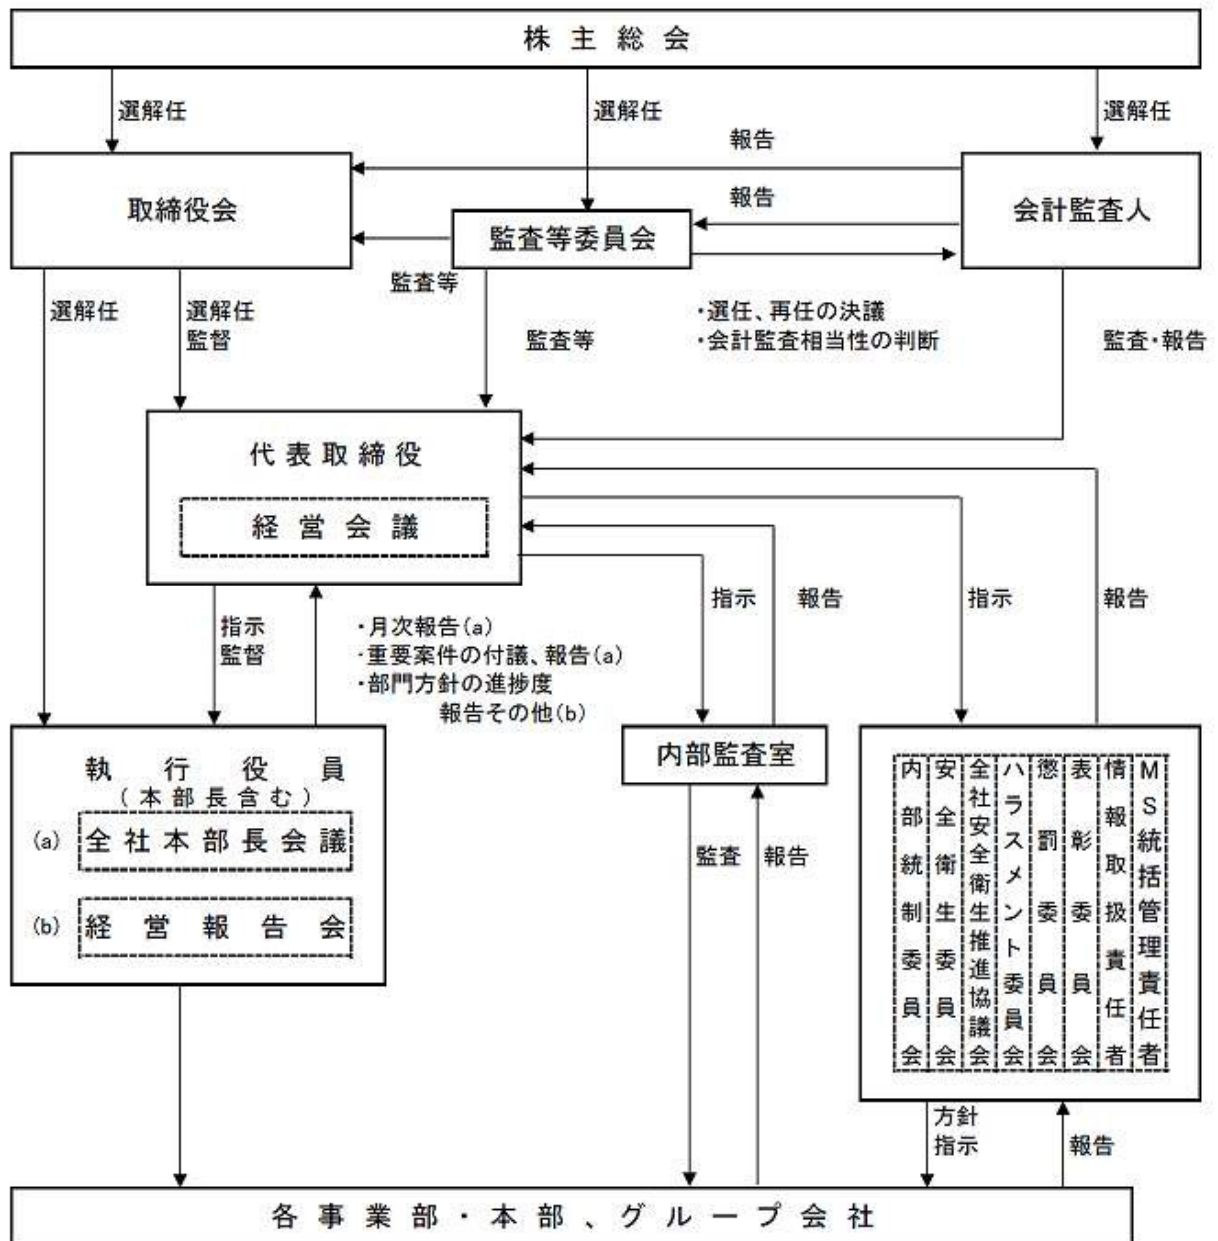 株主総会
選解任
選解任
選解任
報告
取締役会
報告
会計監査人
監査等委員会
監査等
選解任
選解任
監督
監査等
・選任、再任の決議
・会計監査相当性の判断
監査・報告
代表取締役
経営会議
指示
監督
・月次報告(a)
・重要案件の付議、報告(a)
・部門方針の進捗度
報告その他(b)
指示
報告
指示
報告
執行役員
(本部長含む)
(a) 全社本部長会議
(b) 経営報告会
内部監査室
監査
報告
内部統制委員会
安全衛生委員会
全社安全衛生推進協議会
ハラスメント委員会
懲罰委員会
表彰委員会
情報取扱責任者
MS統括管理責任者
方針
指示
報告
各事業部・本部、グループ会社